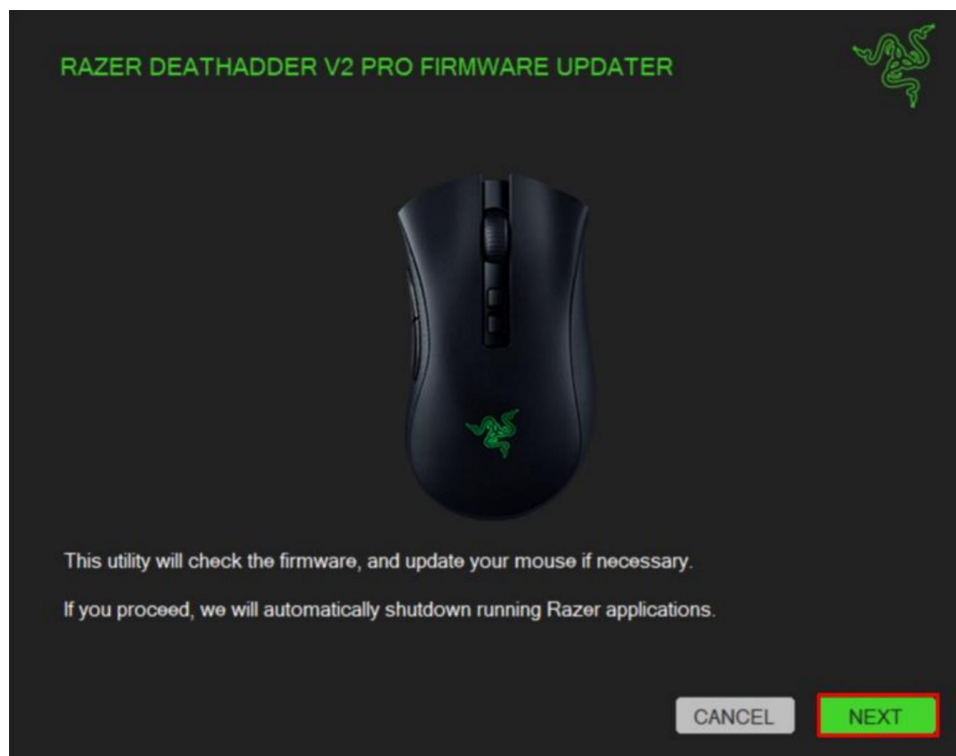 RAZER DEATHADDER V2 PRO FIRMWARE UPDATER
This utility will check the firmware, and update your mouse if necessary.
If you proceed, we will automatically shutdown running Razer applications.
CANCEL
NEXT